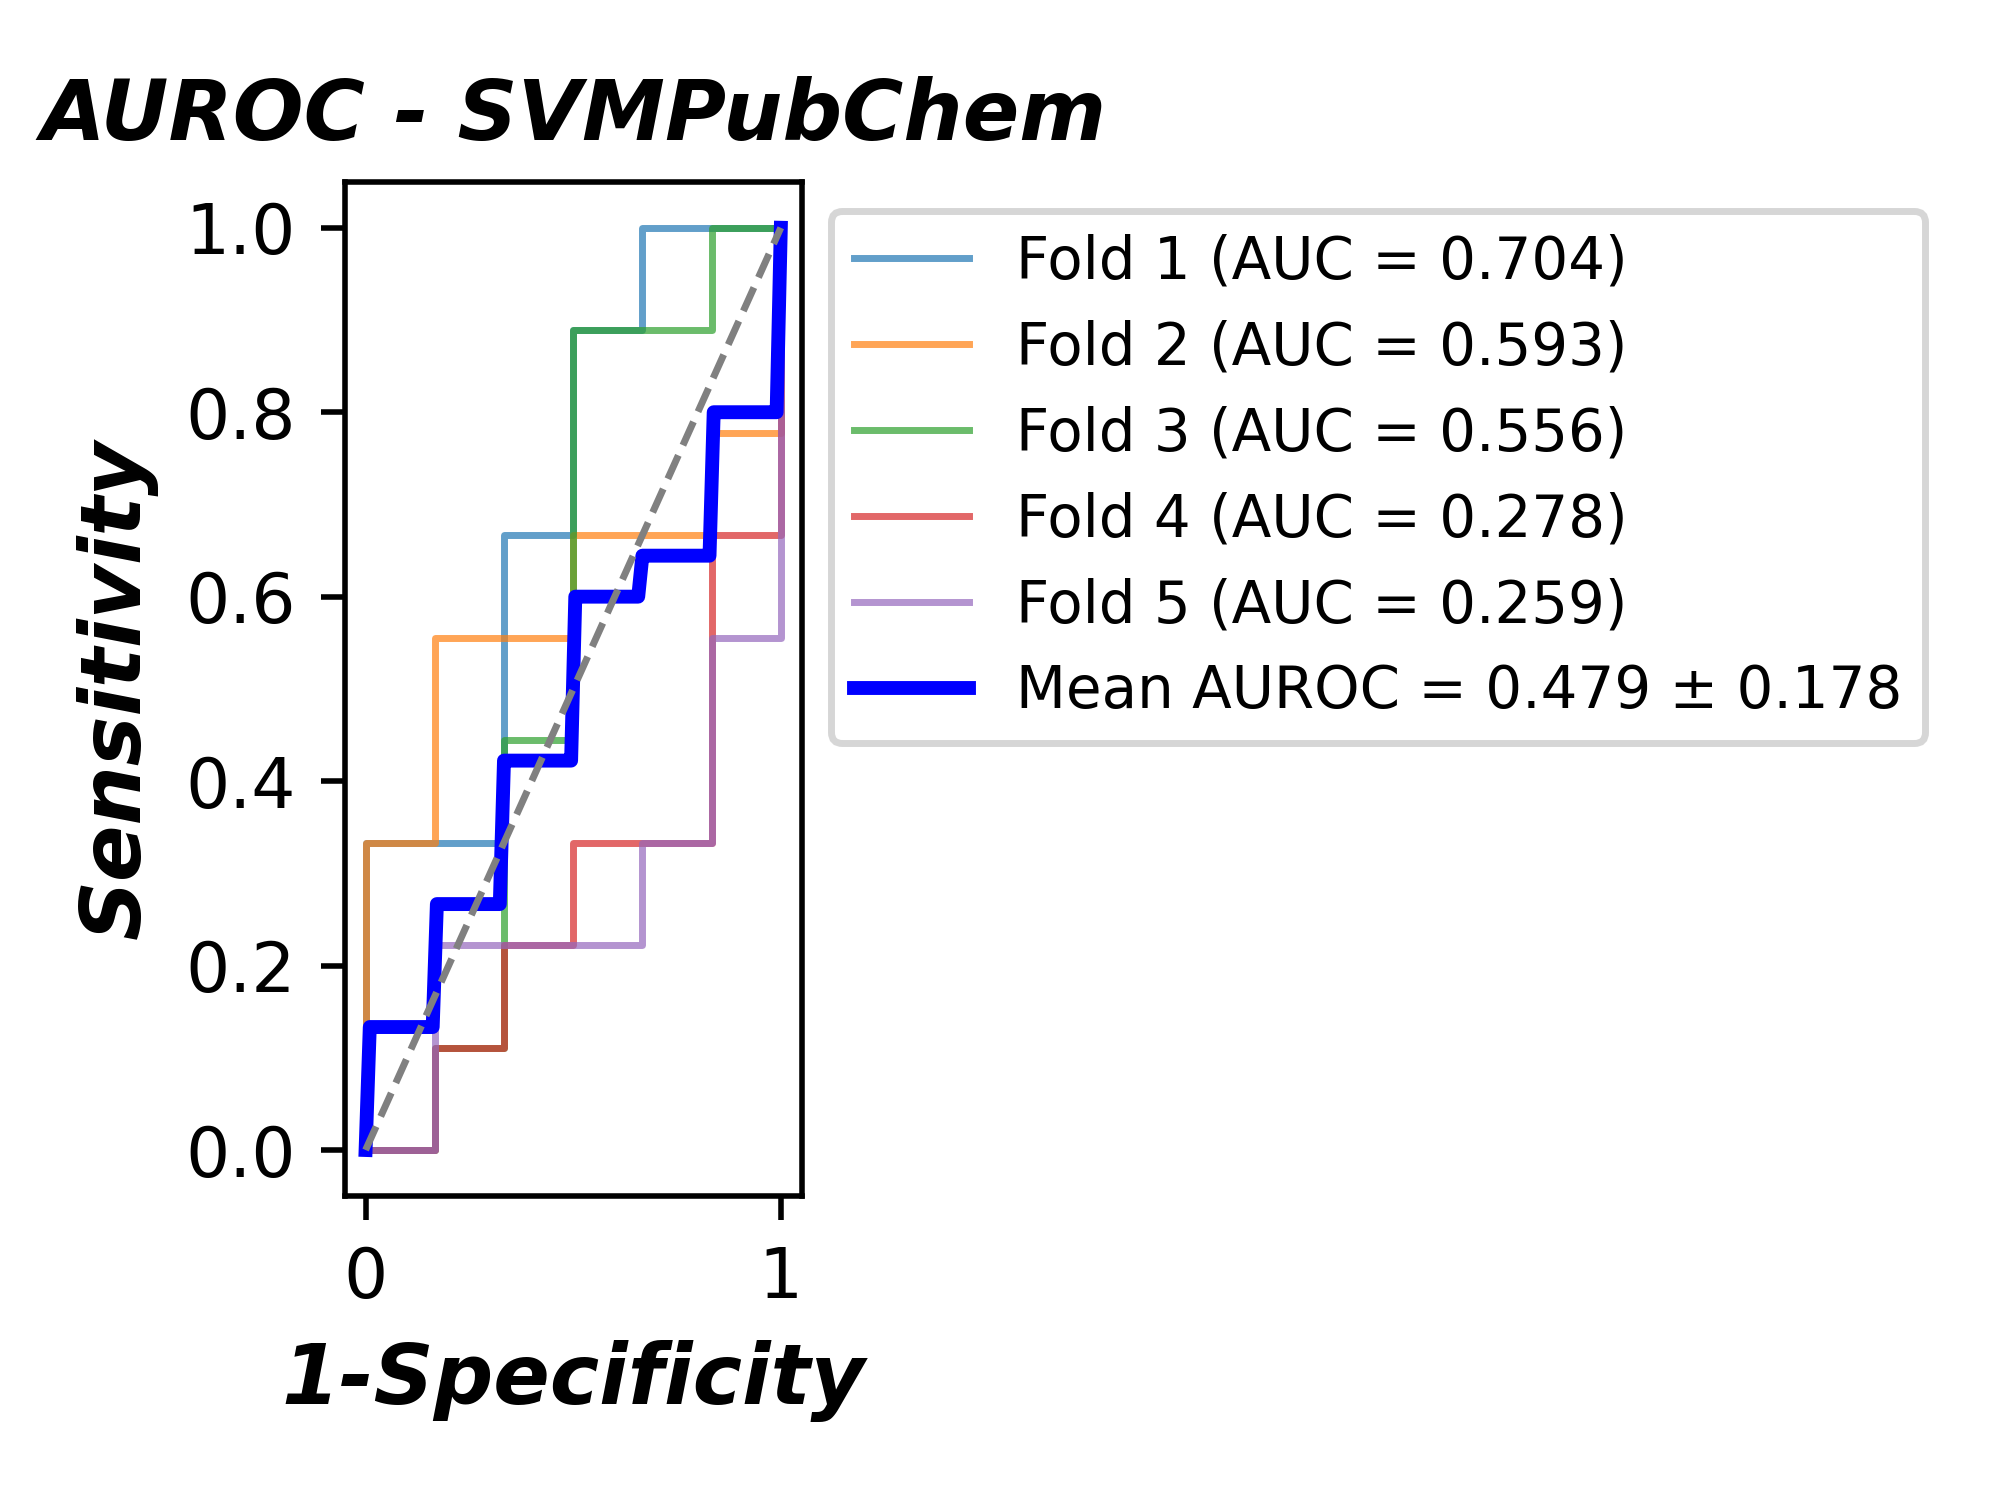 AUROC - SVMPubChem
Sensitivity
1.0
0.8
0.6
0.4
0.2
0.0
0 1
1-Specificity
Fold 1 (AUC = 0.704)
Fold 2 (AUC = 0.593)
Fold 3 (AUC = 0.556)
Fold 4 (AUC = 0.278)
Fold 5 (AUC = 0.259)
Mean AUROC = 0.479 ± 0.178